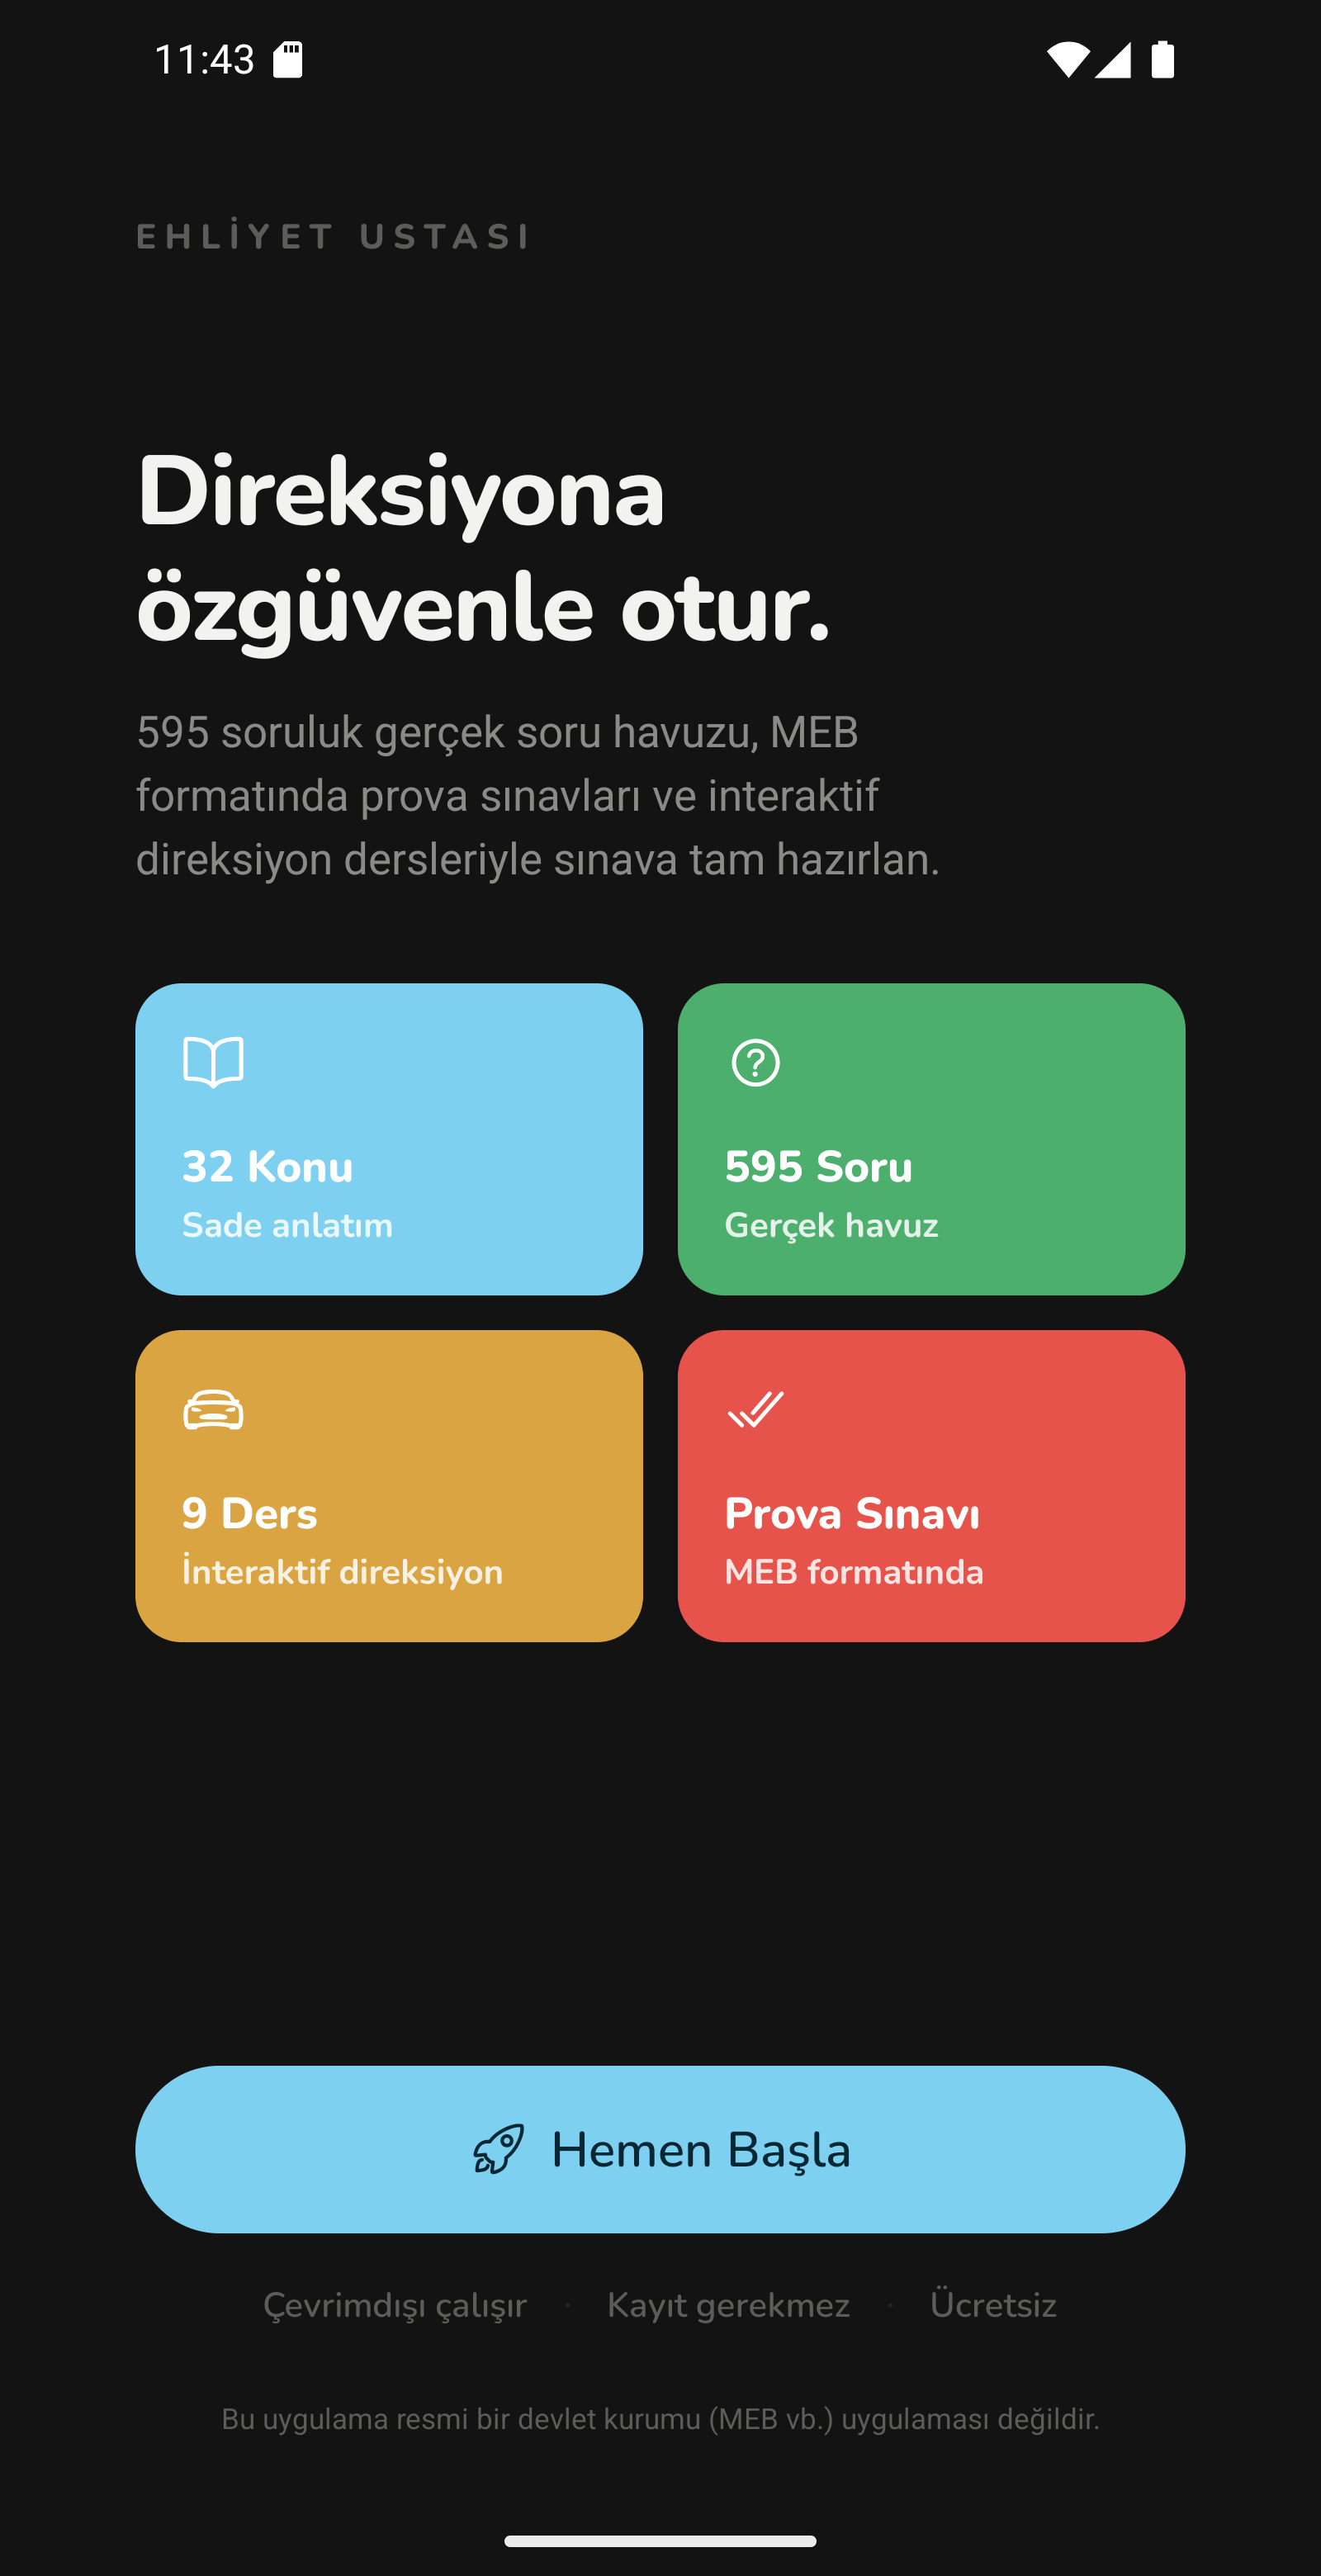 11:43
EHLİYET USTASI
Direksiyona
özgüvenle otur.
595 soruluk gerçek soru havuzu, MEB
formatında prova sınavları ve interaktif
direksiyon dersleriyle sınava tam hazırlan.
32 Konu
Sade anlatım
595 Soru
Gerçek havuz
9 Ders
İnteraktif direksiyon
Prova Sınavı
MEB formatında
Hemen Başla
Çevrimdışı çalışır · Kayıt gerekmez · Ücretsiz
Bu uygulama resmi bir devlet kurumu (MEB vb.) uygulaması değildir.